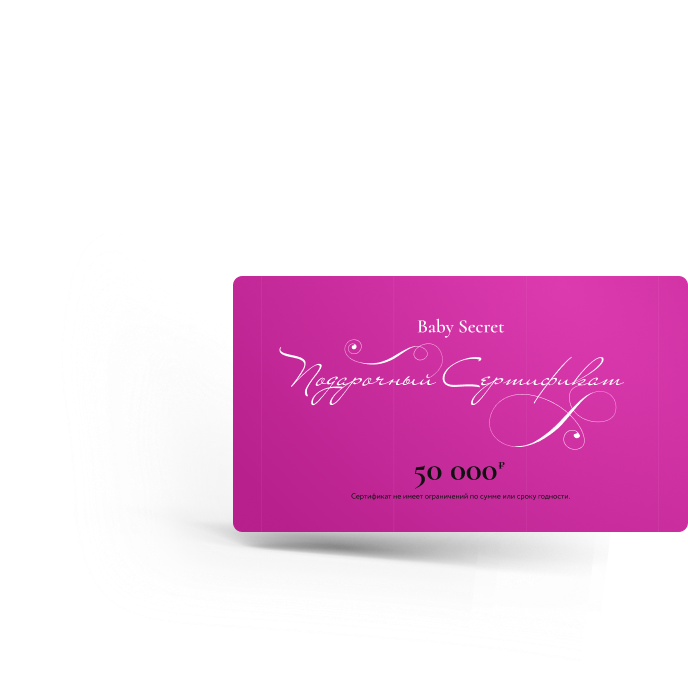 Baby Secret
Подарочный Сертификат
50 000₽
Сертификат не имеет ограничений по сумме или сроку годности.